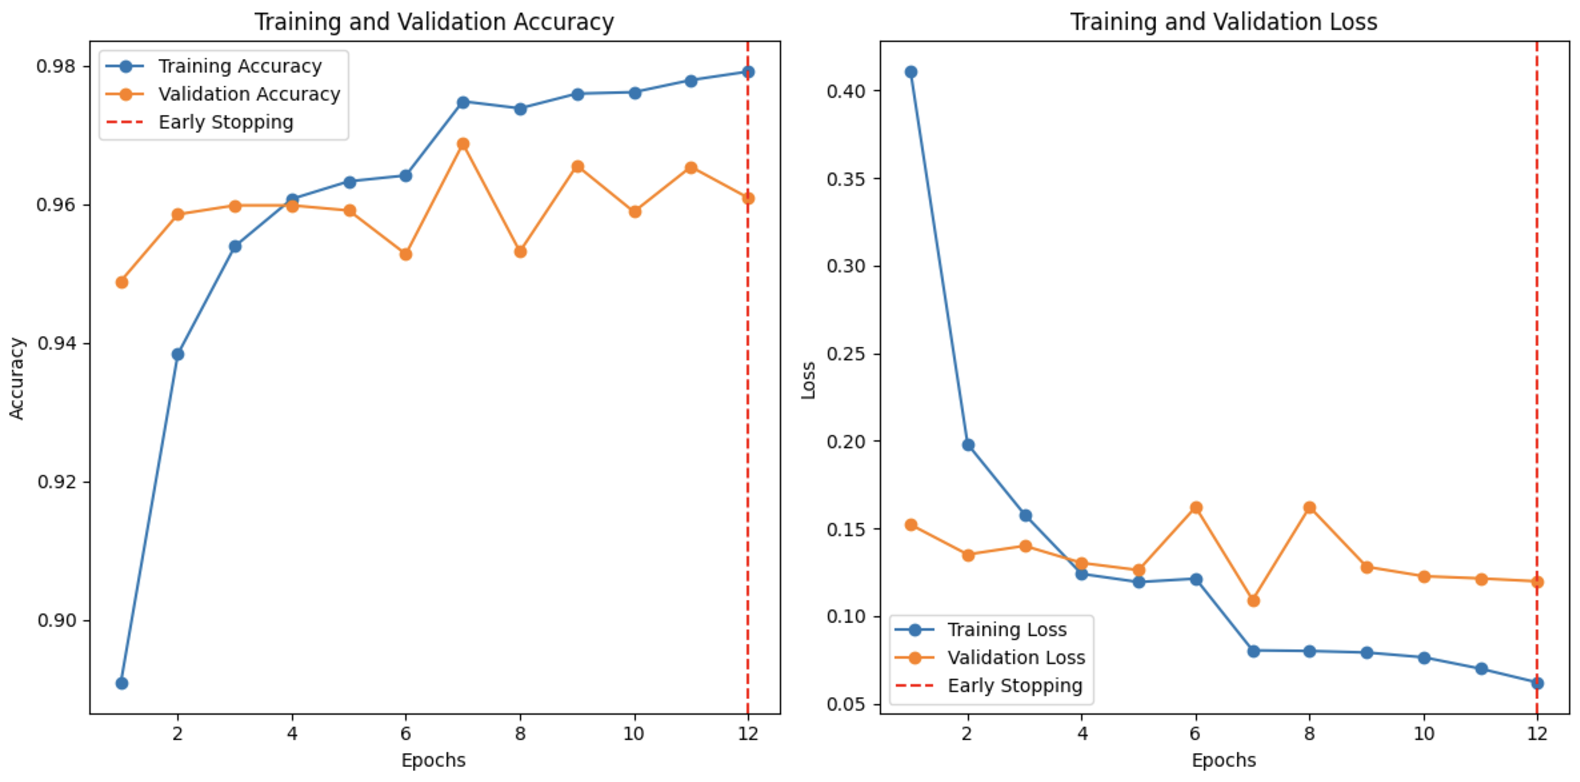 Training and Validation Accuracy
Training Accuracy
Validation Accuracy
Early Stopping
0.98
0.96
0.94
0.92
0.90
Accuracy
2 4 6 8 10 12
Epochs
Training and Validation Loss
0.40
0.35
0.30
0.25
0.20
0.15
0.10
0.05
Loss
Training Loss
Validation Loss
Early Stopping
2 4 6 8 10 12
Epochs